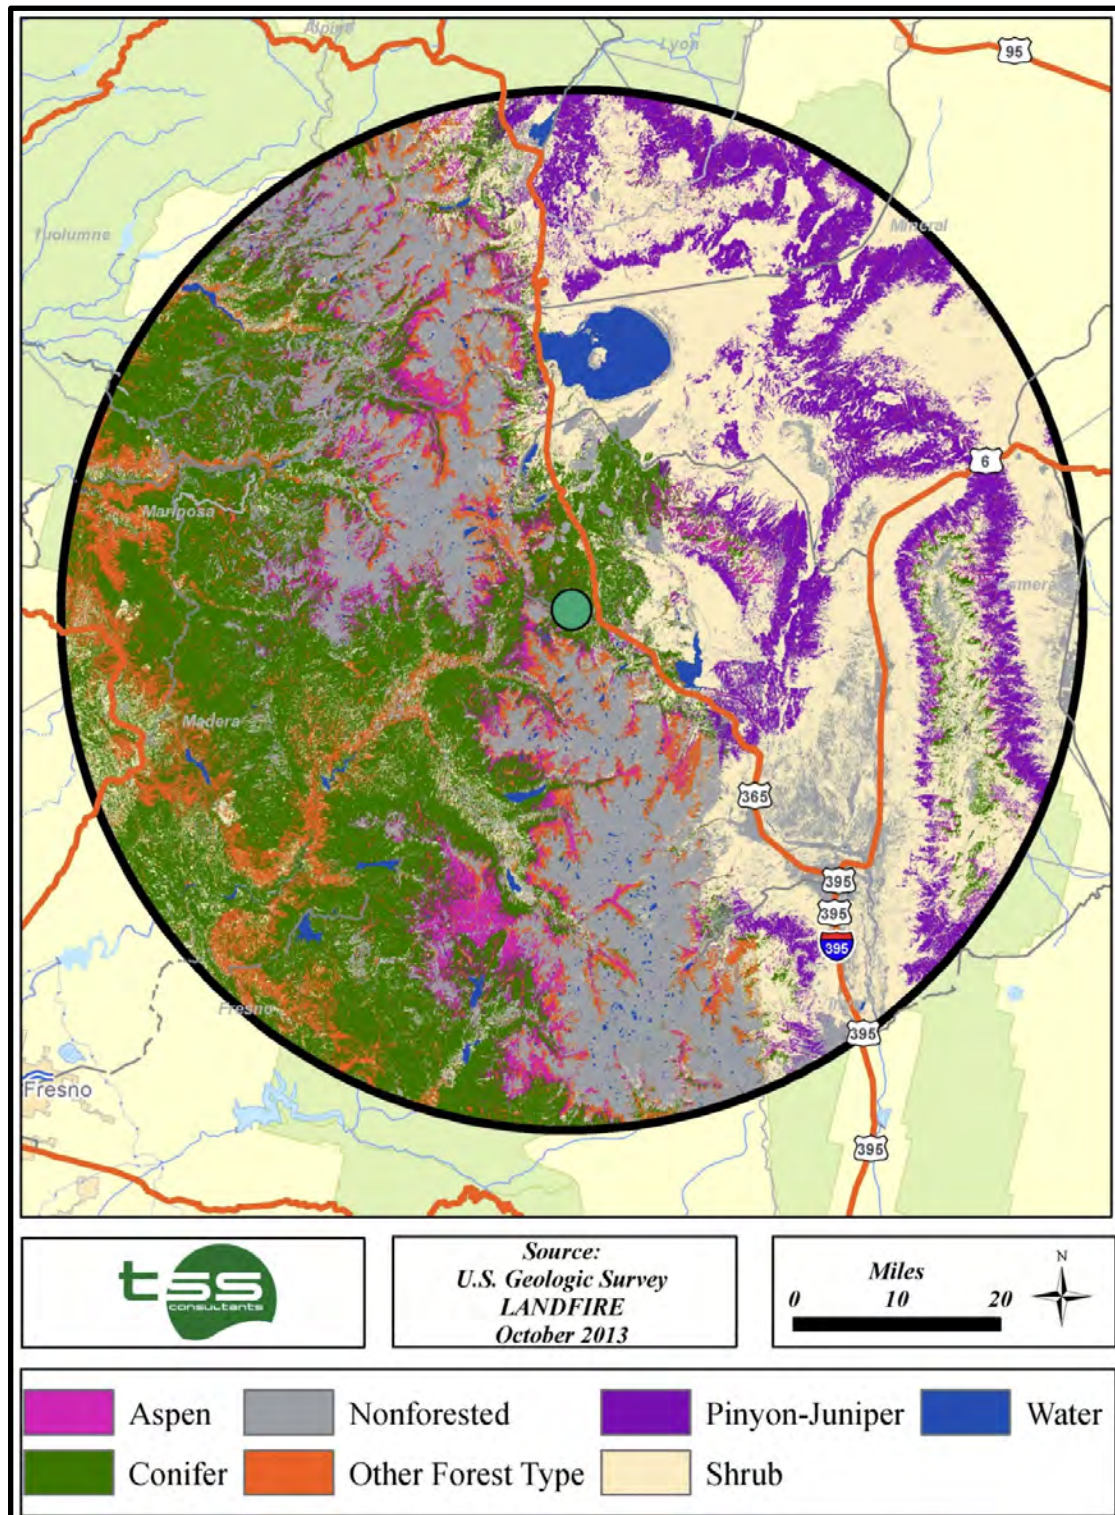 Alpine
Lyon
95
Tuolumne
Mineral
6
Mariposa
Esmera
Madera
365
395
395
395
Inyo
Fresno
395
Fresno
395
tss
consultants
Source:
U.S. Geologic Survey
LANDFIRE
October 2013
Miles
0 10 20
N
Aspen Nonforested Pinyon-Juniper Water
Conifer Other Forest Type Shrub